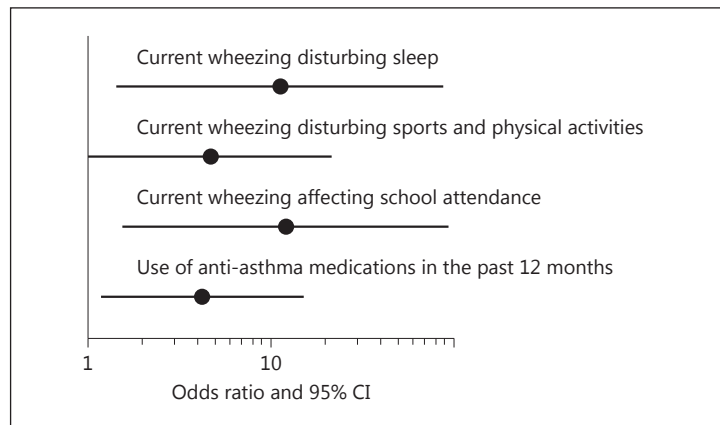 Current wheezing disturbing sleep
Current wheezing disturbing sports and physical activities
Current wheezing affecting school attendance
Use of anti-asthma medications in the past 12 months
1 10
Odds ratio and 95% CI